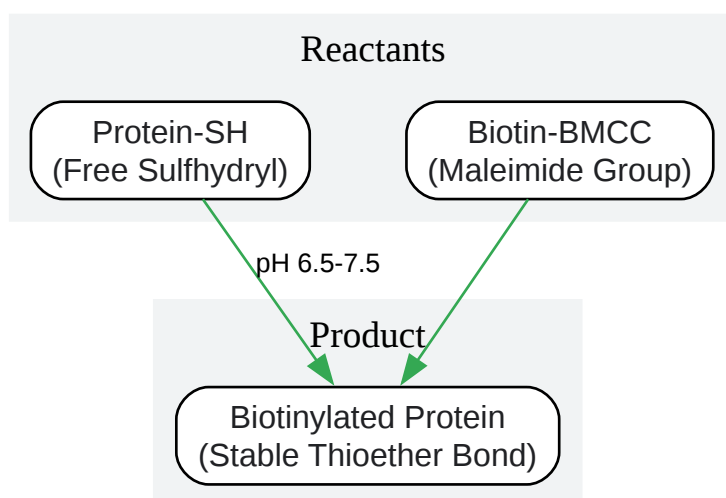 Reactants
Protein-SH
(Free Sulfhydryl)
Biotin-BMCC
(Maleimide Group)
pH 6.5-7.5
Product
Biotinylated Protein
(Stable Thioether Bond)